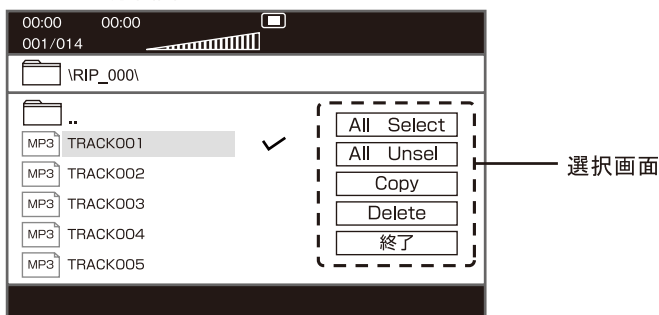 00:00 00:00
001/014
\RIP_000\
..
MP3 TRACK001
MP3 TRACK002
MP3 TRACK003
MP3 TRACK004
MP3 TRACK005
All Select
All Unsel
Copy
Delete
終了
選択画面